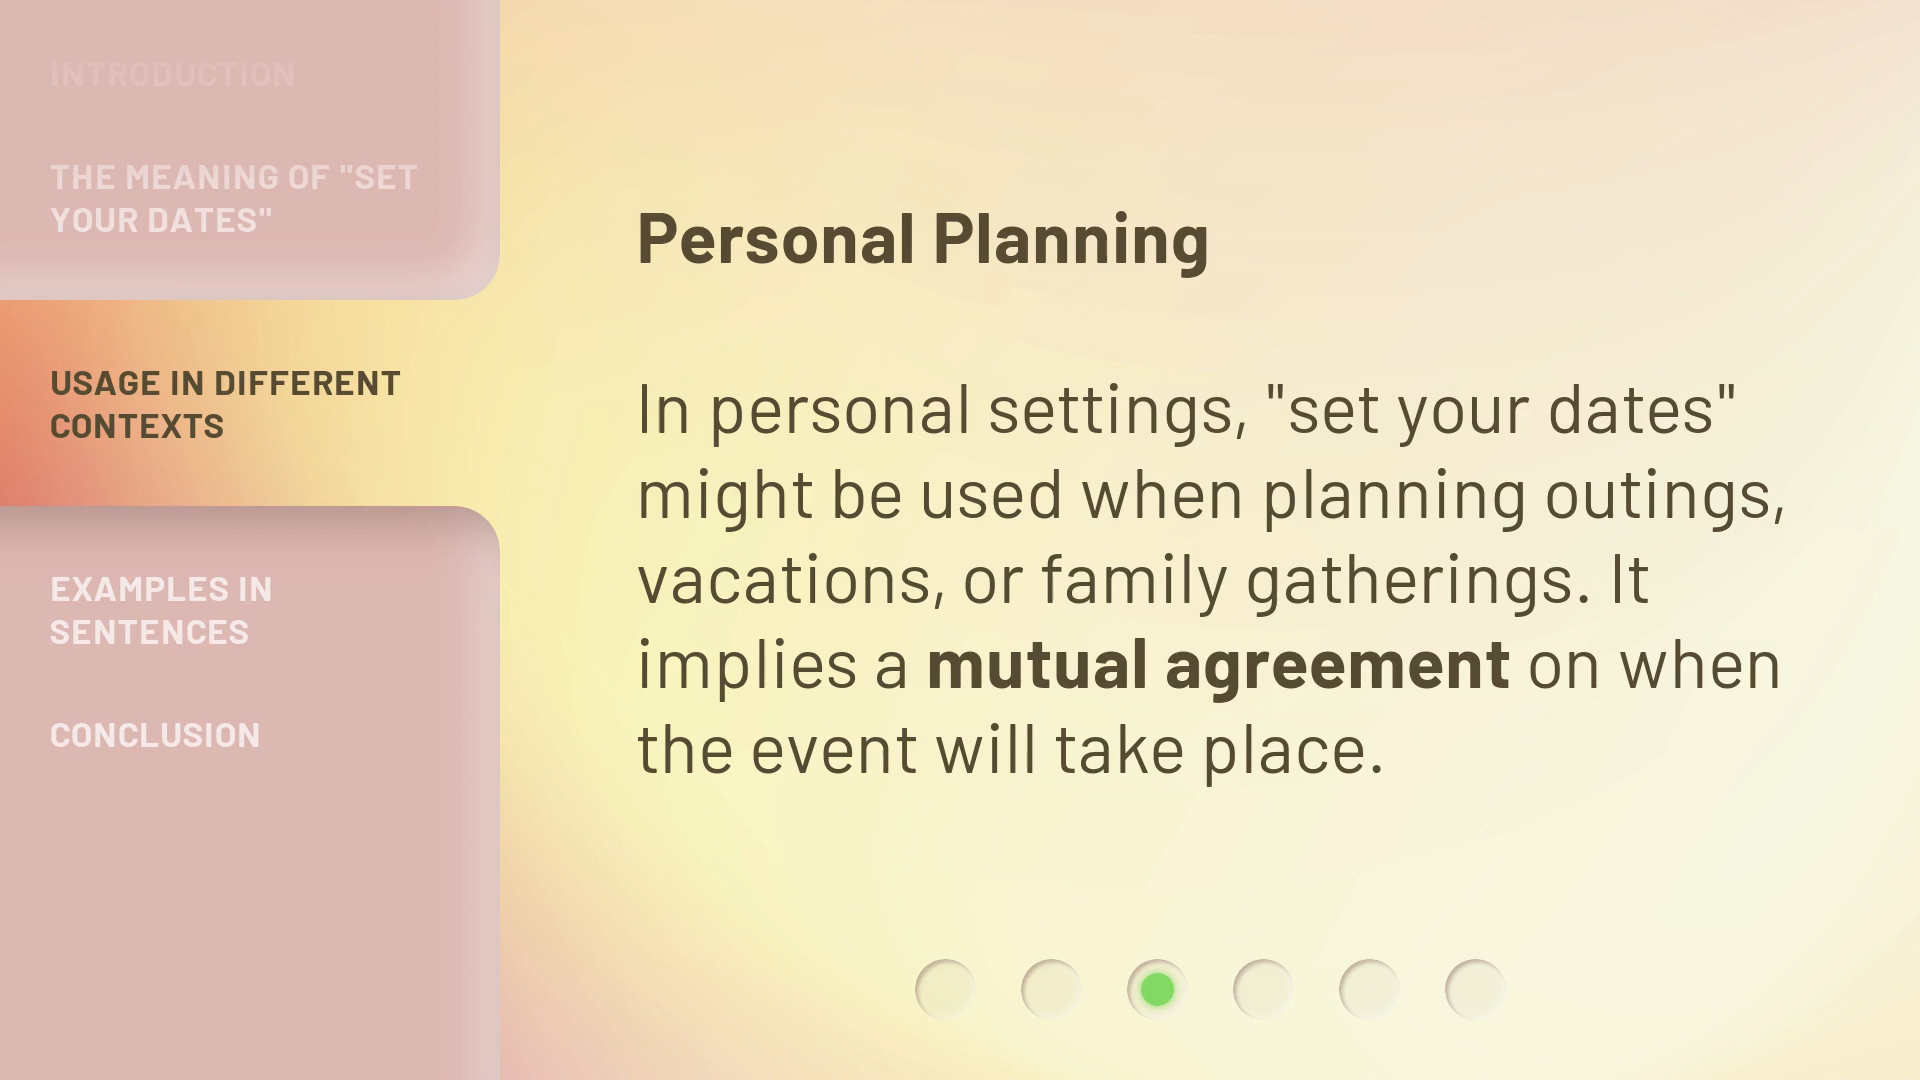 INTRODUCTION
THE MEANING OF "SET
YOUR DATES"
USAGE IN DIFFERENT
CONTEXTS
EXAMPLES IN
SENTENCES
CONCLUSION
Personal Planning
In personal settings, "set your dates"
might be used when planning outings,
vacations, or family gatherings. It
implies a mutual agreement on when
the event will take place.